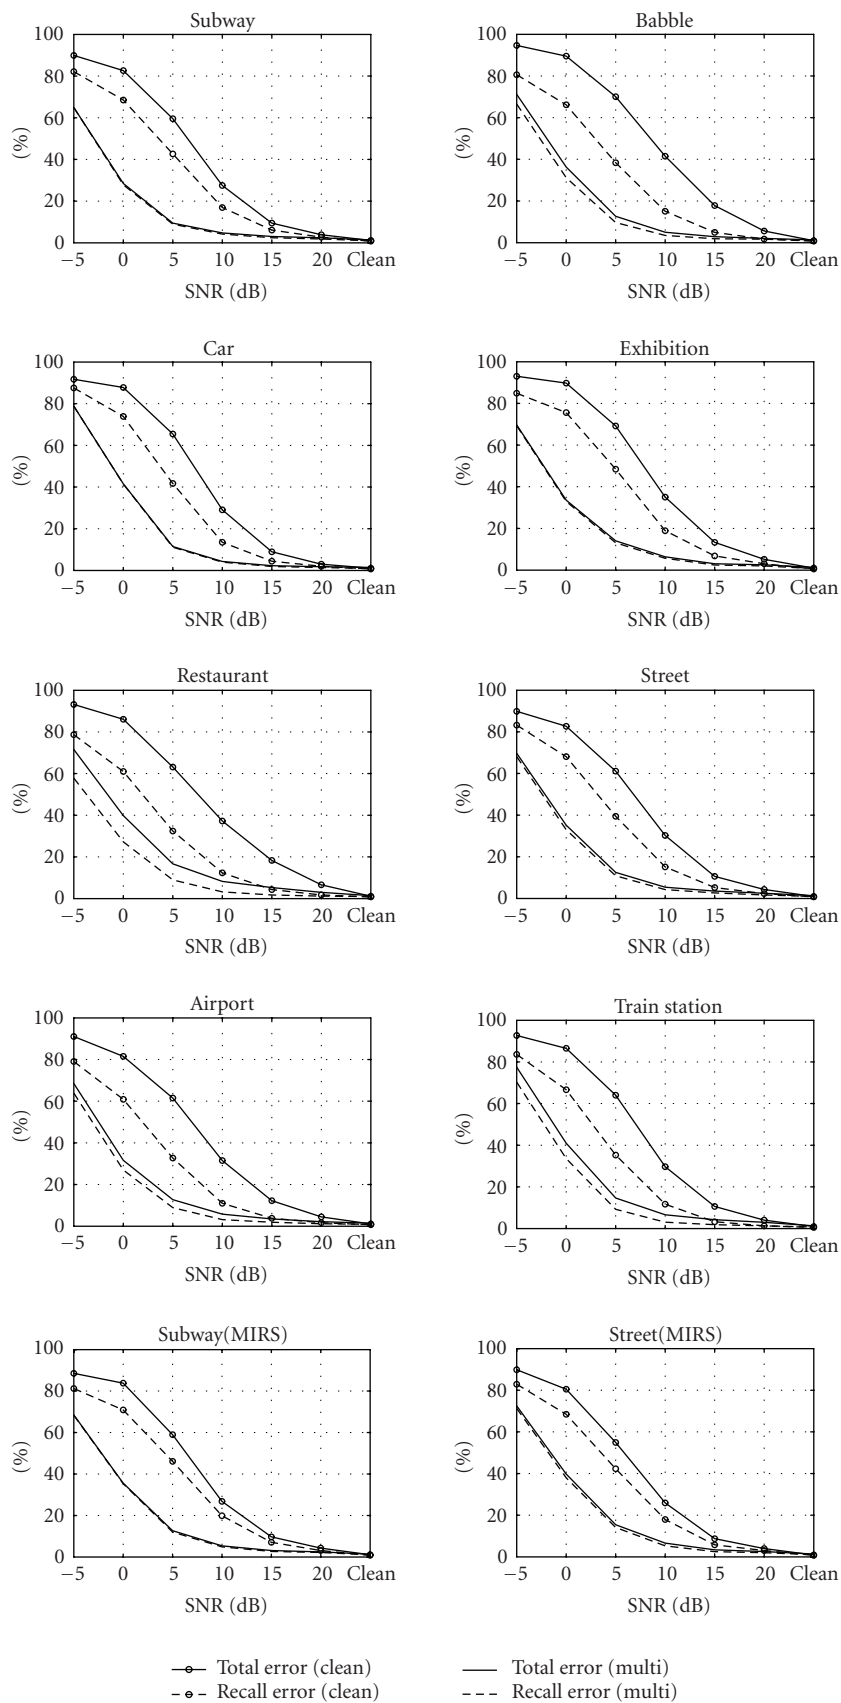 Subway
100
80
60
40
20
0
(%)
−5 0 5 10 15 20 Clean
SNR (dB)
Babble
100
80
60
40
20
0
(%)
−5 0 5 10 15 20 Clean
SNR (dB)
Car
100
80
60
40
20
0
(%)
−5 0 5 10 15 20 Clean
SNR (dB)
Exhibition
100
80
60
40
20
0
(%)
−5 0 5 10 15 20 Clean
SNR (dB)
Restaurant
100
80
60
40
20
0
(%)
−5 0 5 10 15 20 Clean
SNR (dB)
Street
100
80
60
40
20
0
(%)
−5 0 5 10 15 20 Clean
SNR (dB)
Airport
100
80
60
40
20
0
(%)
−5 0 5 10 15 20 Clean
SNR (dB)
Train station
100
80
60
40
20
0
(%)
−5 0 5 10 15 20 Clean
SNR (dB)
Subway(MIRS)
100
80
60
40
20
0
(%)
−5 0 5 10 15 20 Clean
SNR (dB)
Street(MIRS)
100
80
60
40
20
0
(%)
−5 0 5 10 15 20 Clean
SNR (dB)
Total error (clean)
Recall error (clean)
Total error (multi)
Recall error (multi)